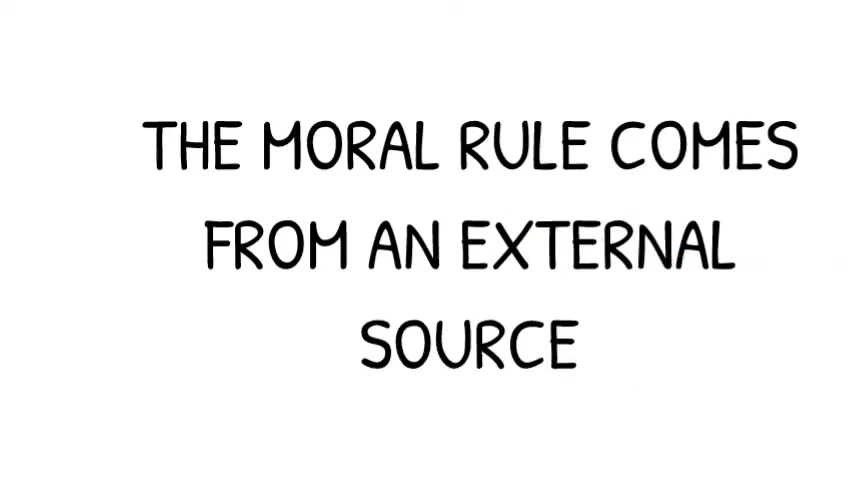 THE MORAL RULE COMES
FROM AN EXTERNAL
SOURCE